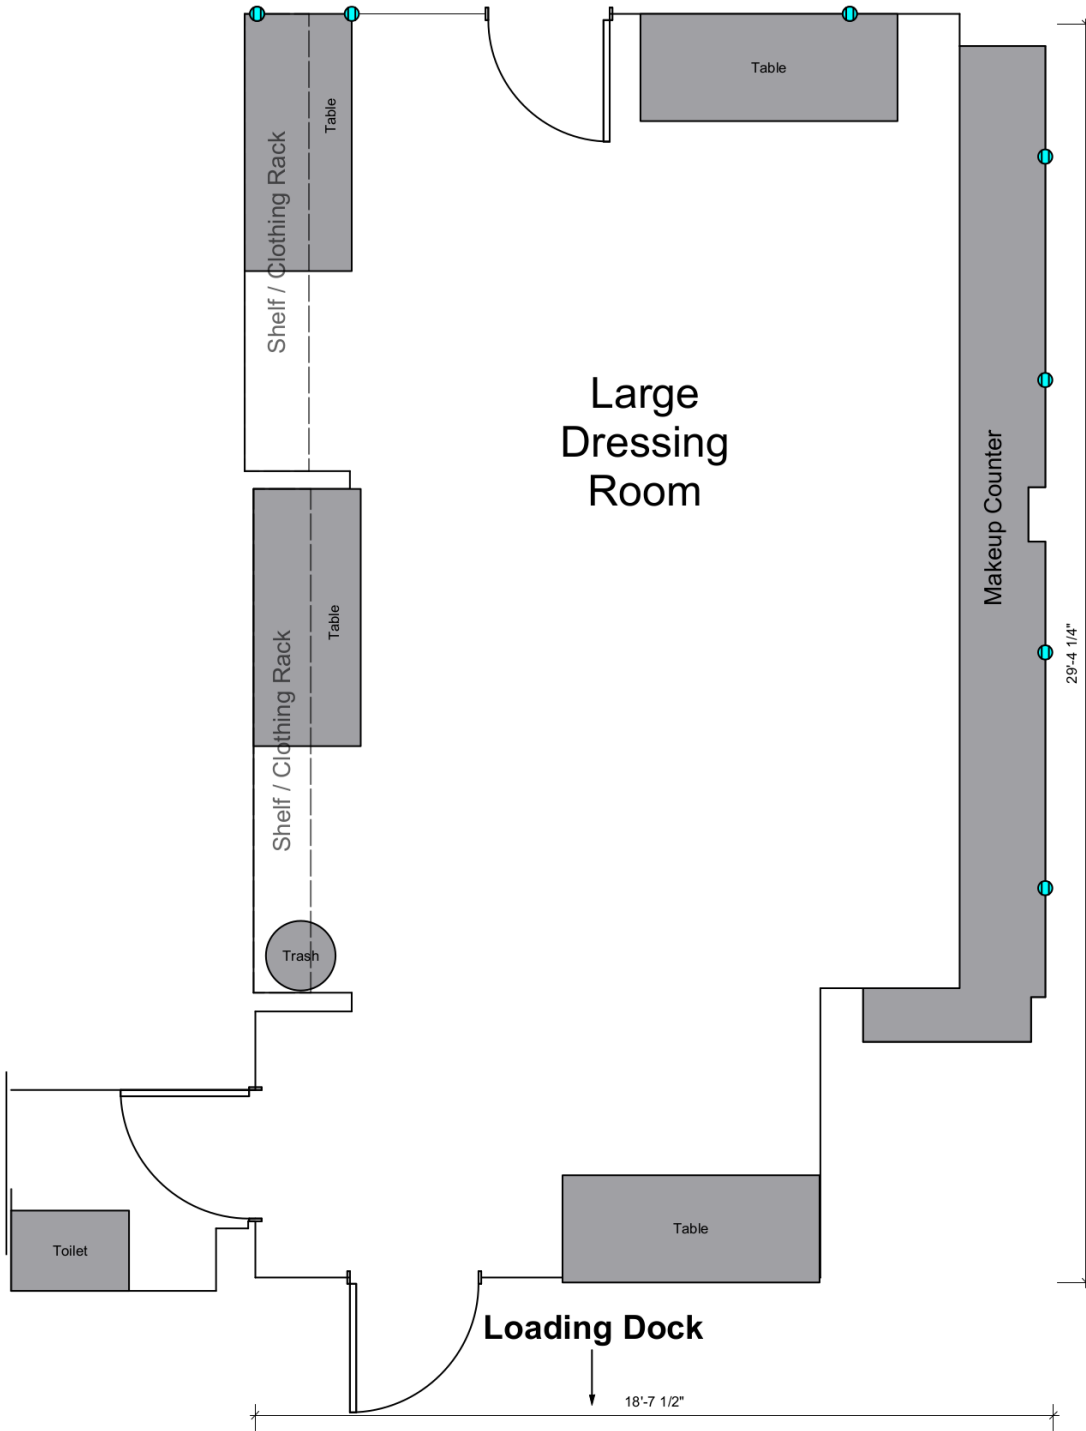 Table
Table
Shelf / Clothing Rack
Large
Dressing
Room
Makeup Counter
Table
29'-4 1/4"
Shelf / Clothing Rack
Trash
Table
Toilet
Loading Dock
18'-7 1/2"